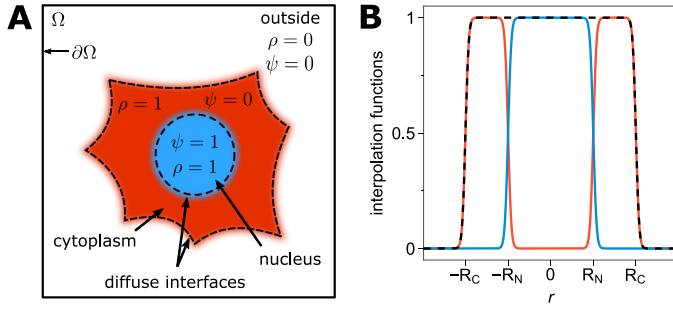 A
Ω
∂Ω
outside
ρ = 0
ψ = 0
ρ = 1
ψ = 0
ψ = 1
ρ = 1
cytoplasm
nucleus
diffuse interfaces
B
interpolation functions
1
0.5
0
−R_C
−R_N
0
R_N
R_C
r